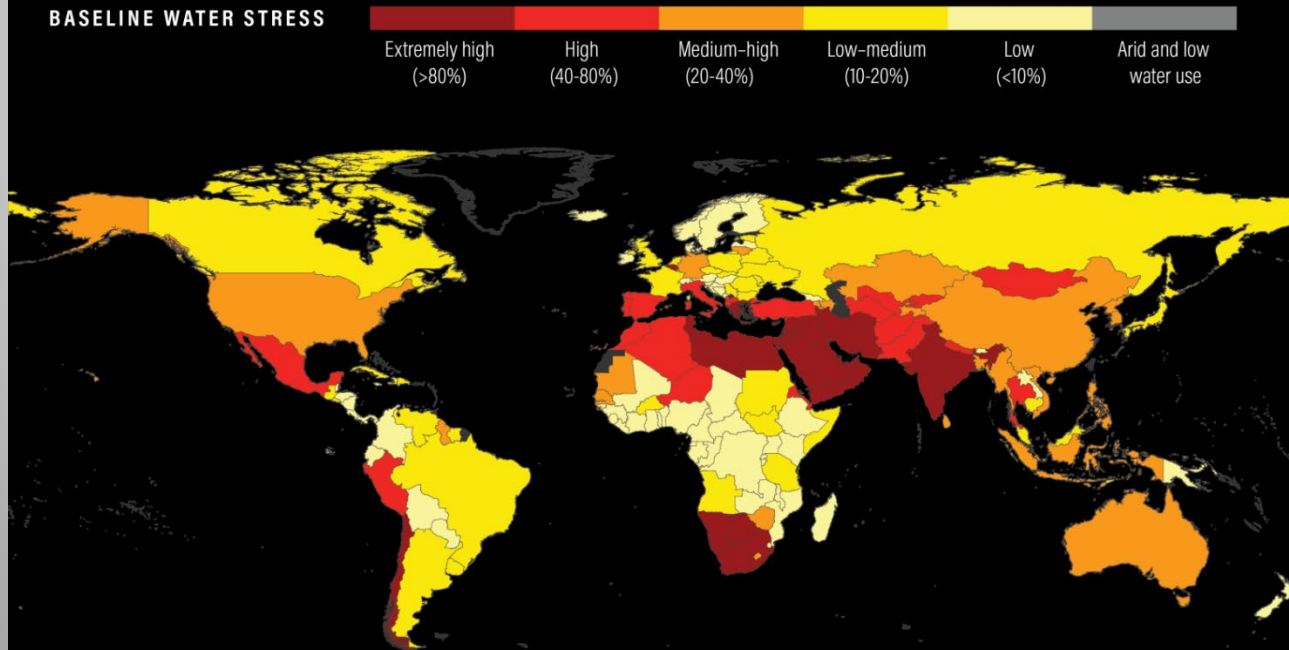 BASELINE WATER STRESS
Extremely high
(>80%)
High
(40-80%)
Medium–high
(20-40%)
Low–medium
(10-20%)
Low
(<10%)
Arid and low
water use